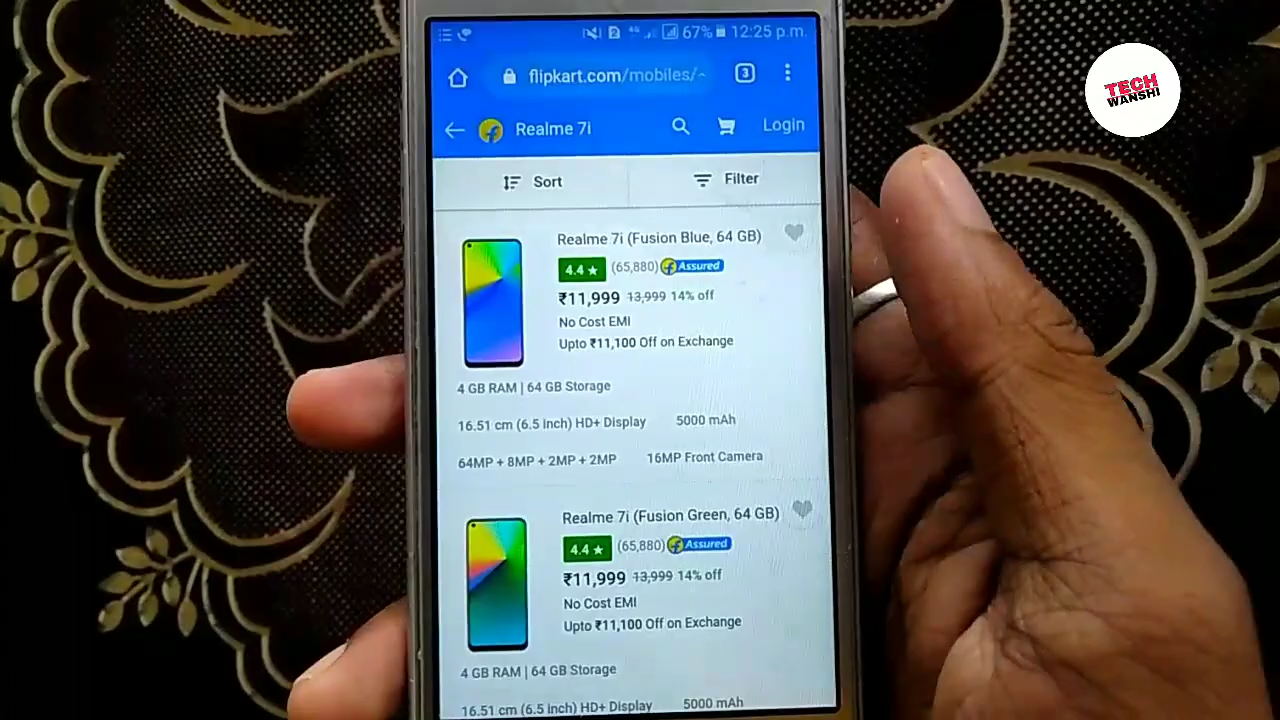 67% 12:25 p.m.
flipkart.com/mobiles/
3
Realme 7i
Login
Sort
Filter
Realme 7i (Fusion Blue, 64 GB)
4.4 ★ (65,880) Assured
₹11,999 13,999 14% off
No Cost EMI
Upto ₹11,100 Off on Exchange
4 GB RAM | 64 GB Storage
16.51 cm (6.5 inch) HD+ Display 5000 mAh
64MP + 8MP + 2MP + 2MP 16MP Front Camera
Realme 7i (Fusion Green, 64 GB)
4.4 ★ (65,880) Assured
₹11,999 13,999 14% off
No Cost EMI
Upto ₹11,100 Off on Exchange
4 GB RAM | 64 GB Storage
16.51 cm (6.5 inch) HD+ Display 5000 mAh
TECH
WANSHI